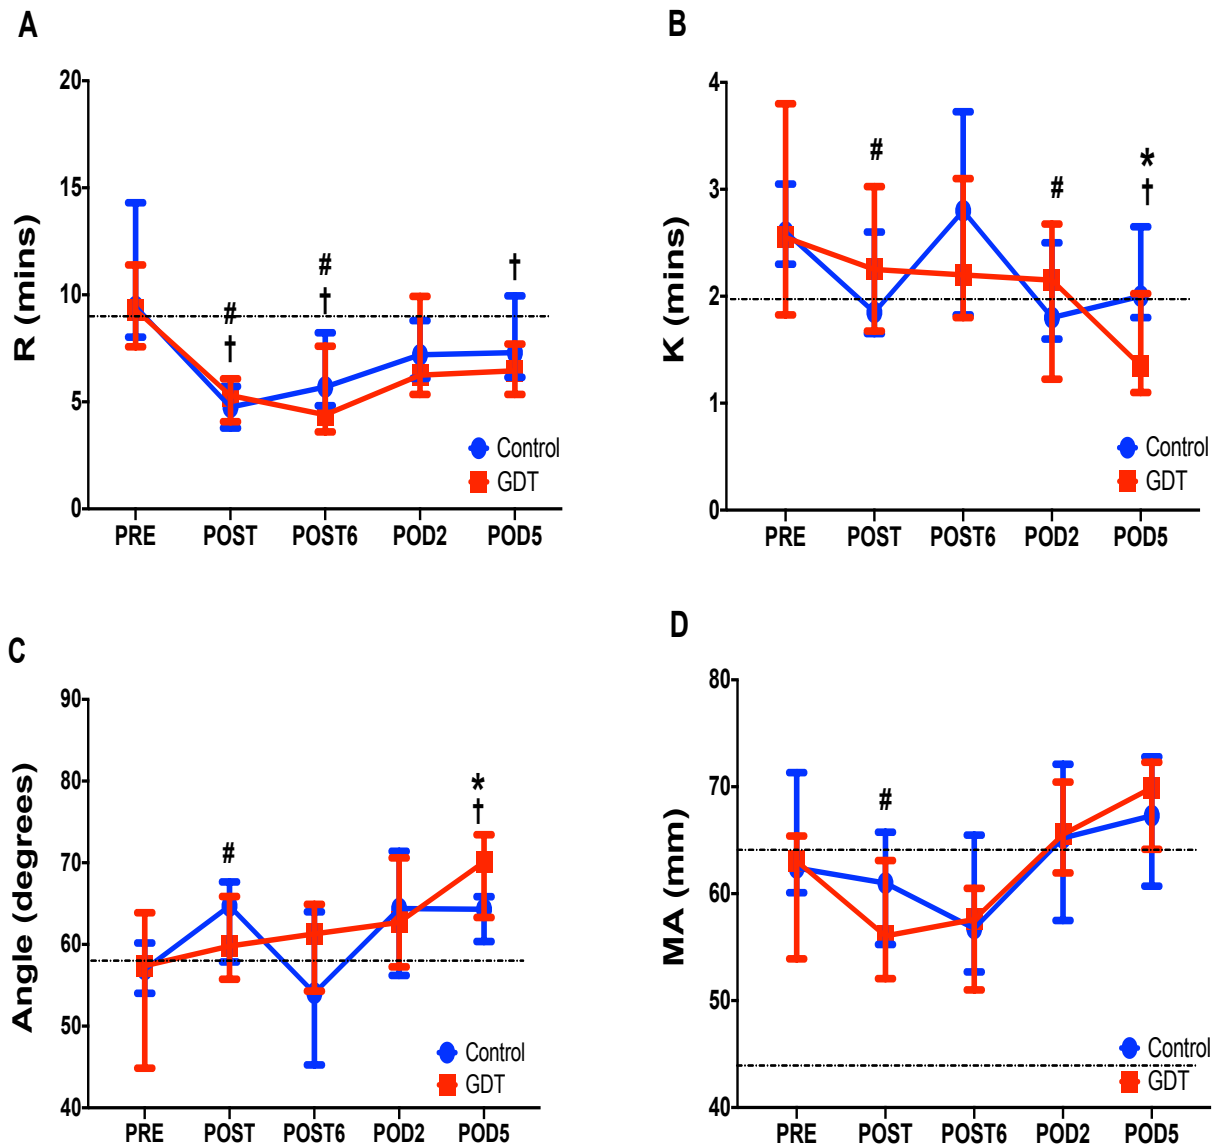 A
R (mins)
20
15
10
5
0
#
†
#
†
†
Control
GDT
PRE POST POST6 POD2 POD5
B
K (mins)
4
3
2
1
0
#
#
*
†
Control
GDT
PRE POST POST6 POD2 POD5
C
Angle (degrees)
90
80
70
60
50
40
#
*
†
Control
GDT
PRE POST POST6 POD2 POD5
D
MA (mm)
80
70
60
50
40
#
Control
GDT
PRE POST POST6 POD2 POD5